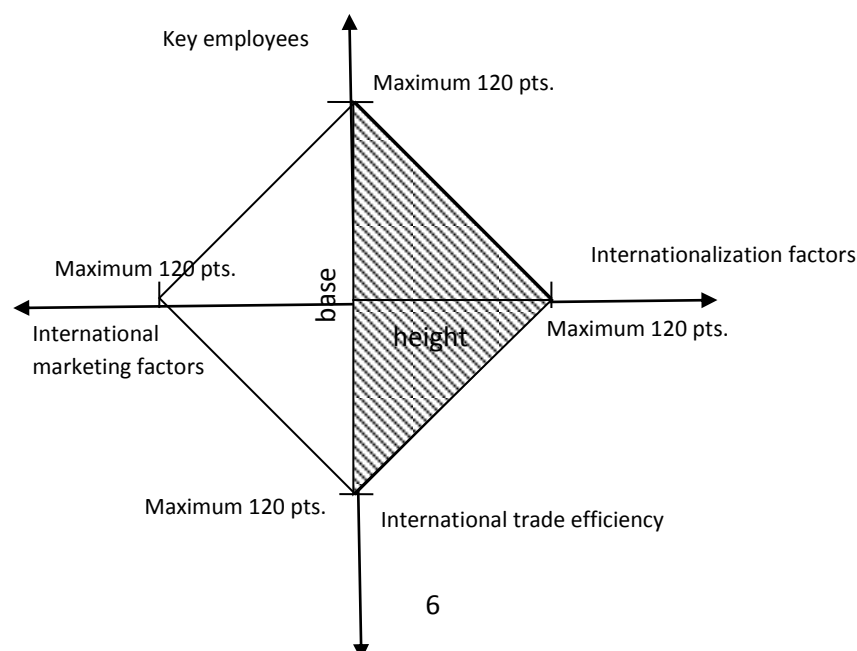 Key employees
Maximum 120 pts.
Internationalization factors
Maximum 120 pts.
base
height
Maximum 120 pts.
International
marketing factors
Maximum 120 pts.
International trade efficiency
6